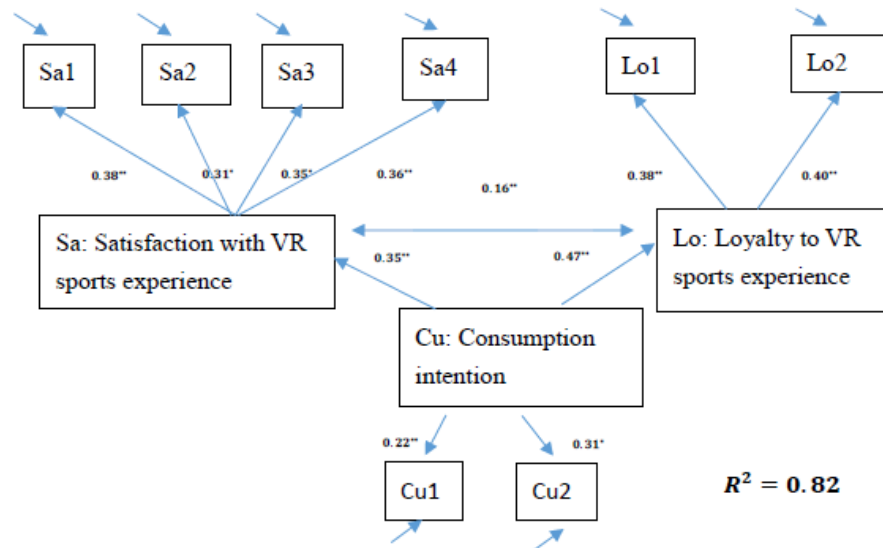 Sa1
Sa2
Sa3
Sa4
Lo1
Lo2
0.38**
0.31*
0.35*
0.36**
0.16**
0.38**
0.40**
Sa: Satisfaction with VR
sports experience
Lo: Loyalty to VR
sports experience
0.35**
0.47**
Cu: Consumption
intention
0.22**
0.31*
Cu1
Cu2
R² = 0.82